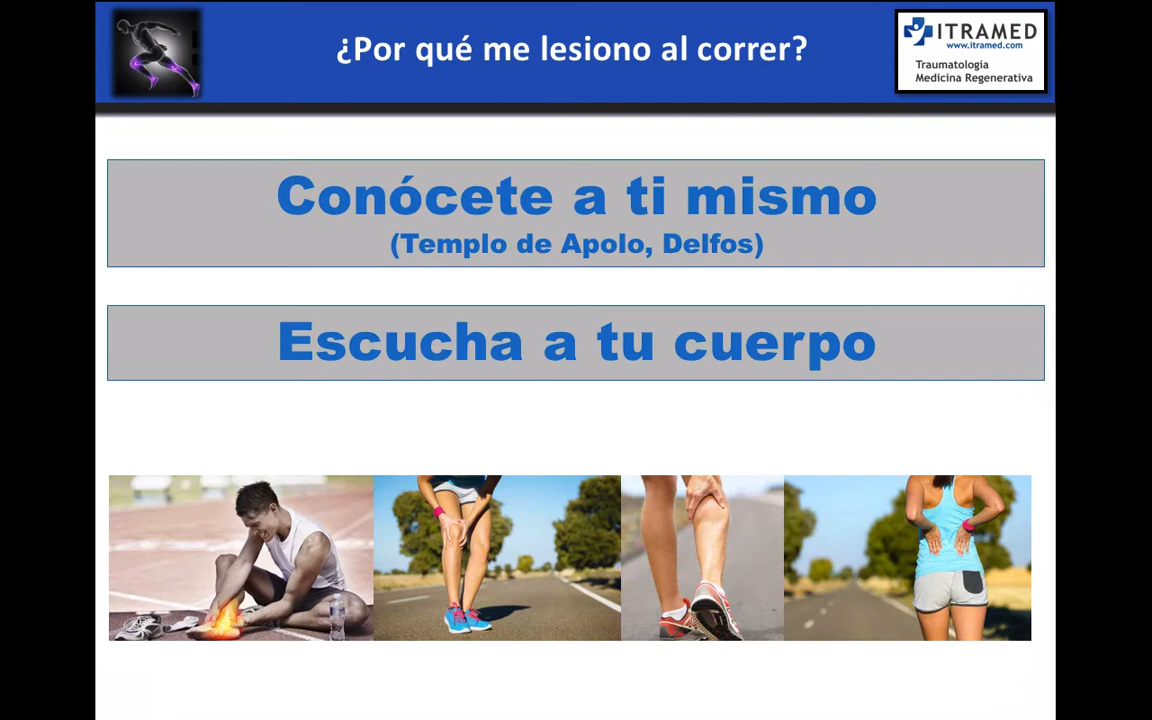 ¿Por qué me lesiono al correr?
ITRAMED
www.itramed.com
Traumatología
Medicina Regenerativa
Conócete a ti mismo
(Templo de Apolo, Delfos)
Escucha a tu cuerpo